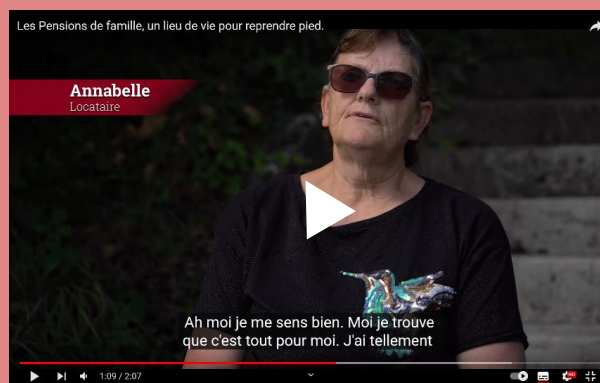 Les Pensions de famille, un lieu de vie pour reprendre pied.
Annabelle
Locataire
Ah moi je me sens bien. Moi je trouve
que c'est tout pour moi. J'ai tellement
1:09 / 2:07